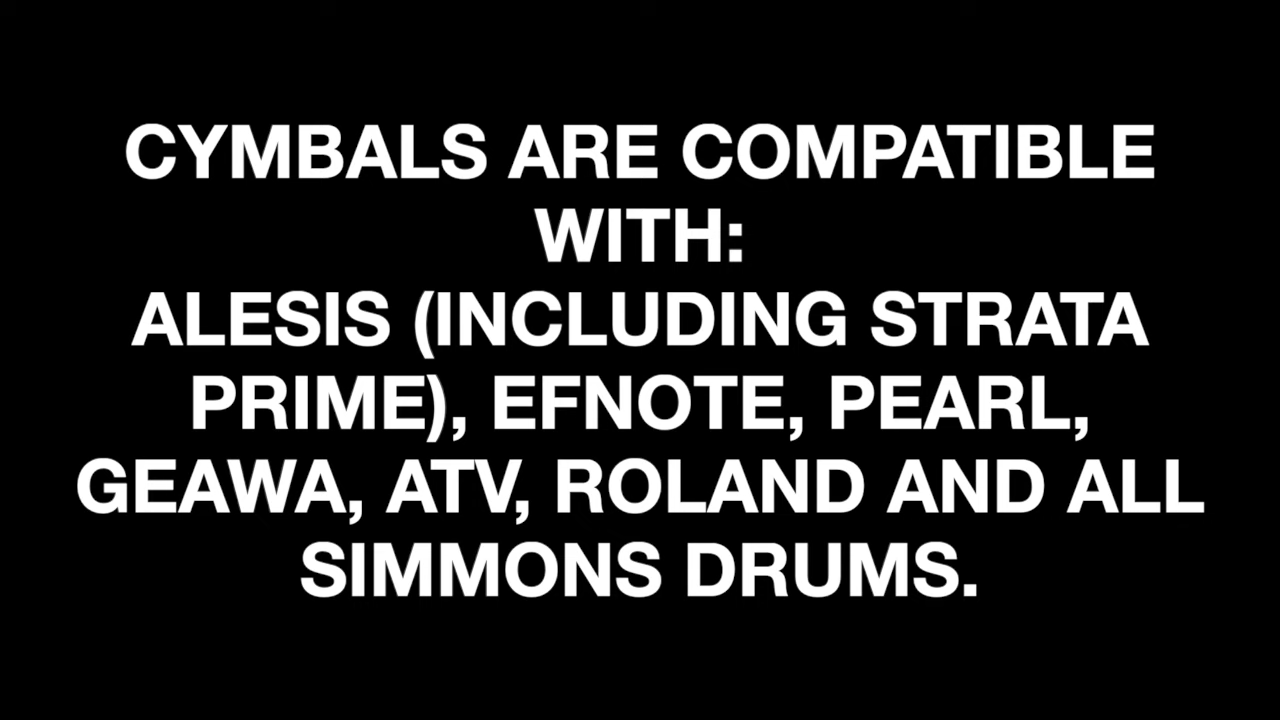 CYMBALS ARE COMPATIBLE
WITH:
ALESIS (INCLUDING STRATA
PRIME), EFNOTE, PEARL,
GEAWA, ATV, ROLAND AND ALL
SIMMONS DRUMS.